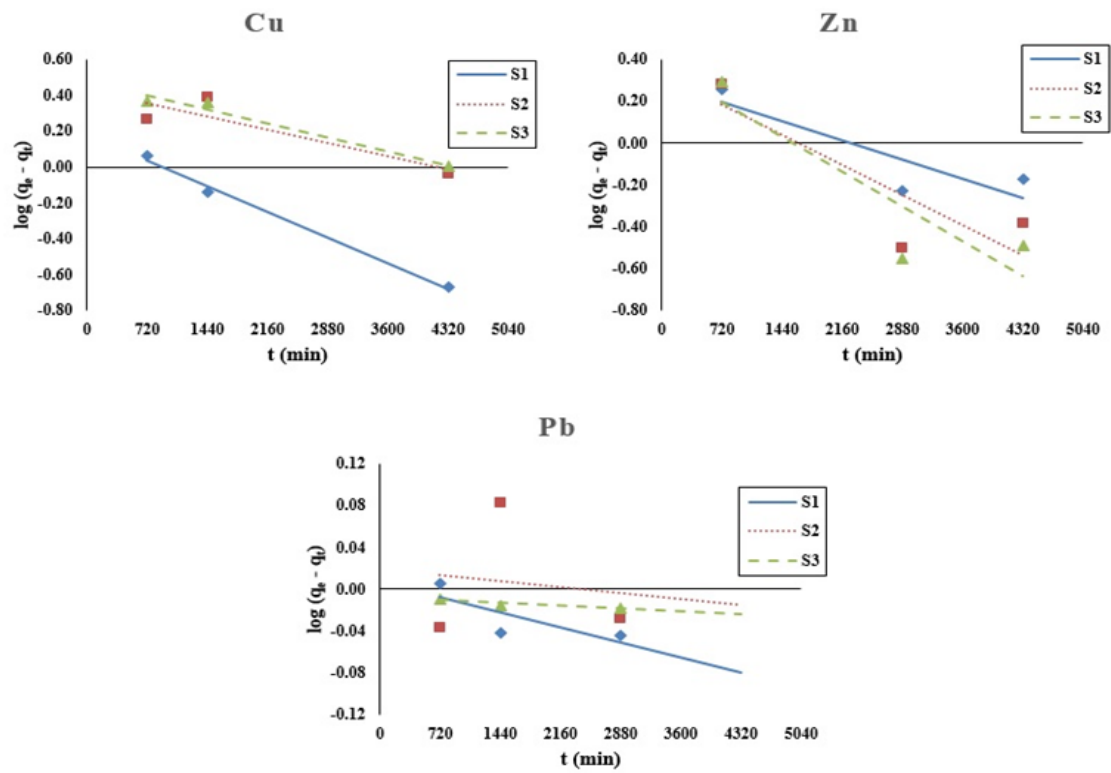 Cu
0.60
0.40
0.20
0.00
-0.20
-0.40
-0.60
-0.80
log (qe - qt)
0 720 1440 2160 2880 3600 4320 5040
t (min)
S1
S2
S3
Zn
0.40
0.20
0.00
-0.20
-0.40
-0.60
-0.80
log (qe - qt)
0 720 1440 2160 2880 3600 4320 5040
t (min)
S1
S2
S3
Pb
0.12
0.08
0.04
0.00
-0.04
-0.08
-0.12
log (qe - qt)
0 720 1440 2160 2880 3600 4320 5040
t (min)
S1
S2
S3